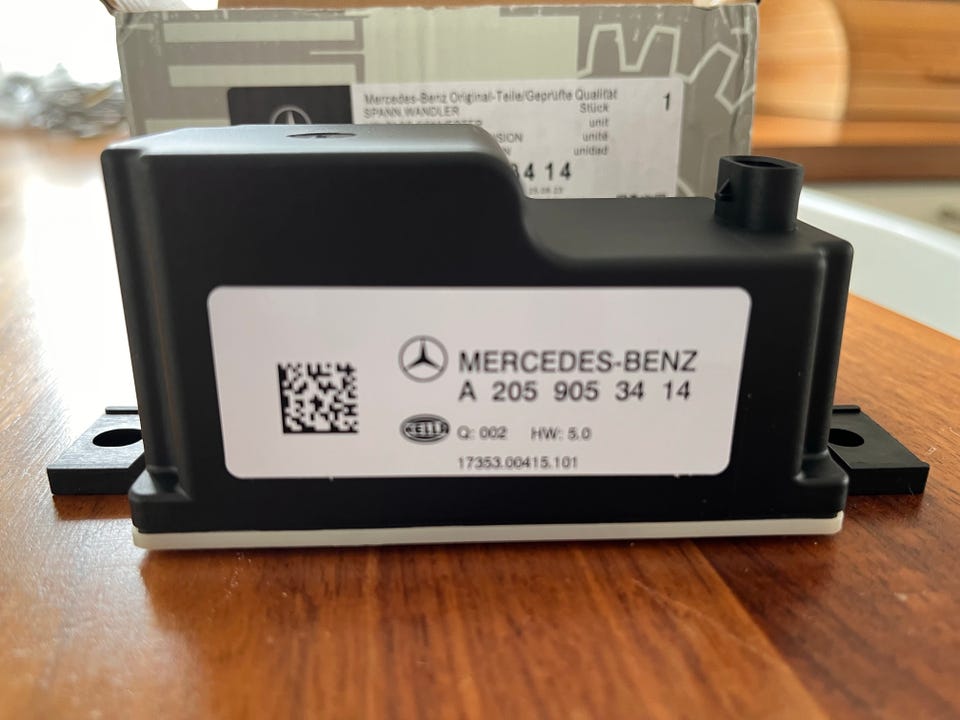 Mercedes-Benz Original-Teile/Geprüfte Qualität
SPANN.WANDLER
Stück
1
unit
unité
unidad
4 14
MERCEDES-BENZ
A 205 905 34 14
HELLA
Q: 002 HW: 5.0
17353.00415.101